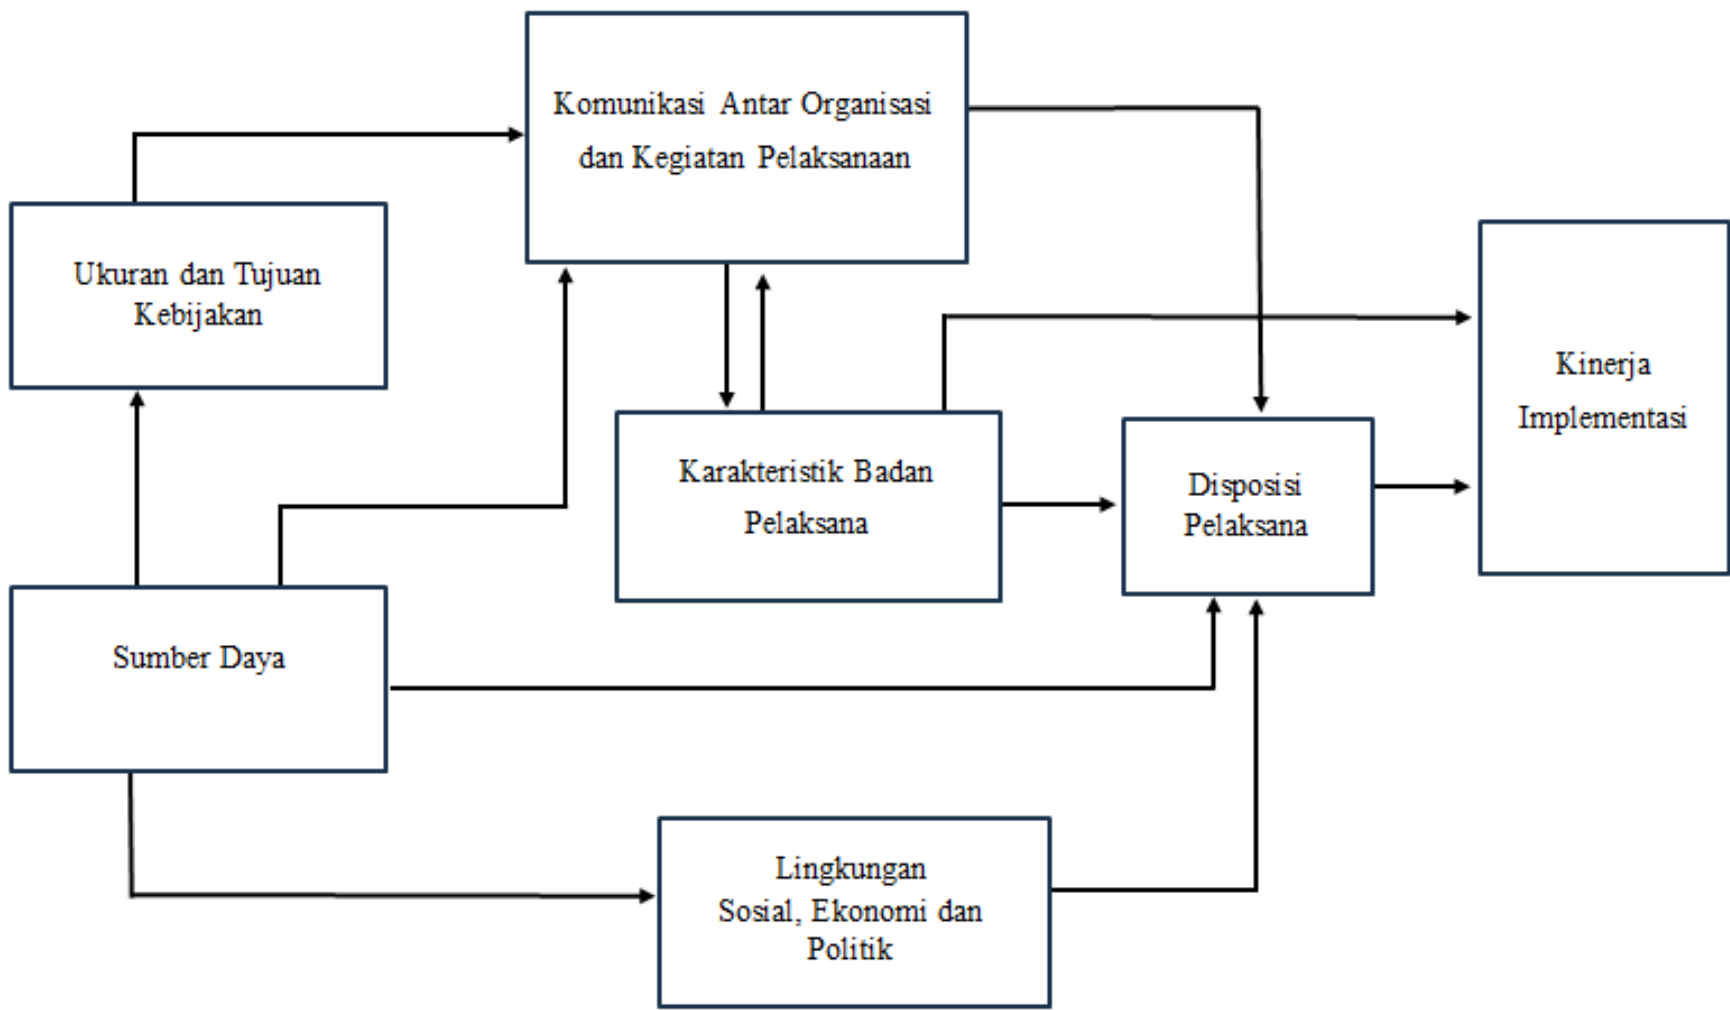 Komunikasi Antar Organisasi
dan Kegiatan Pelaksanaan
Ukuran dan Tujuan
Kebijakan
Kinerja
Implementasi
Karakteristik Badan
Pelaksana
Disposisi
Pelaksana
Sumber Daya
Lingkungan
Sosial, Ekonomi dan
Politik